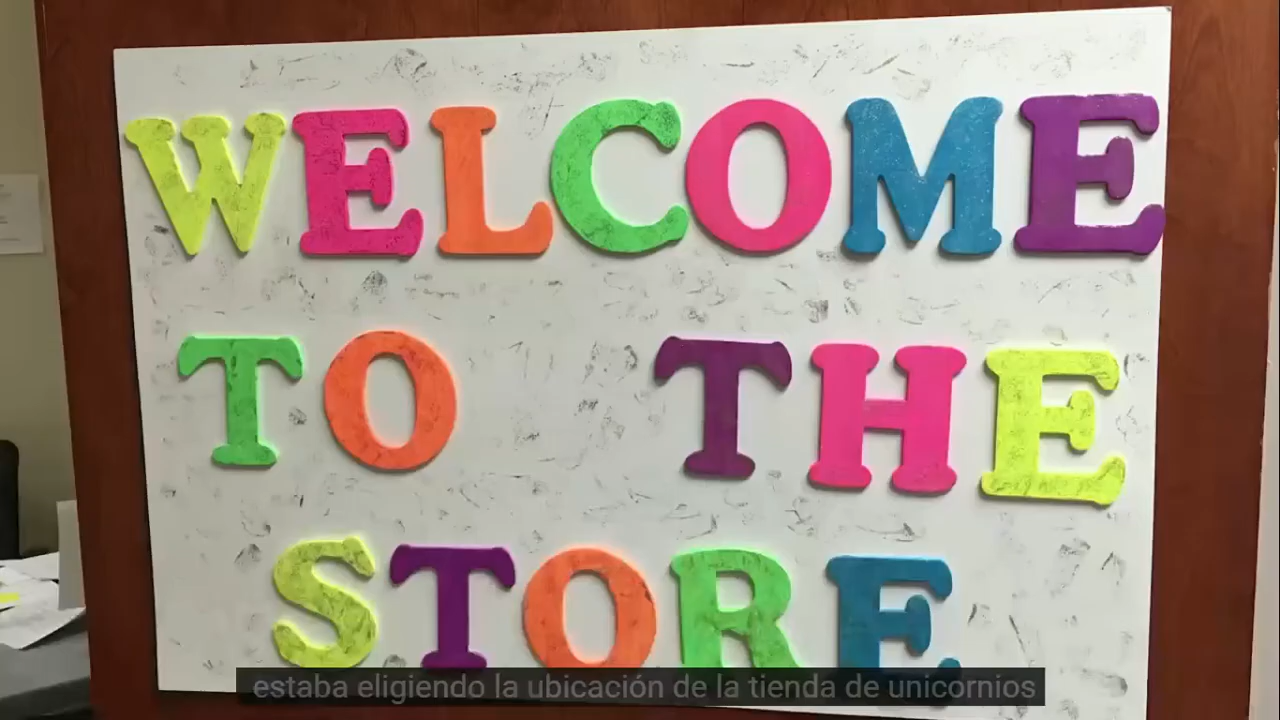 WELCOME
TO THE
STORE
estaba eligiendo la ubicación de la tienda de unicornios